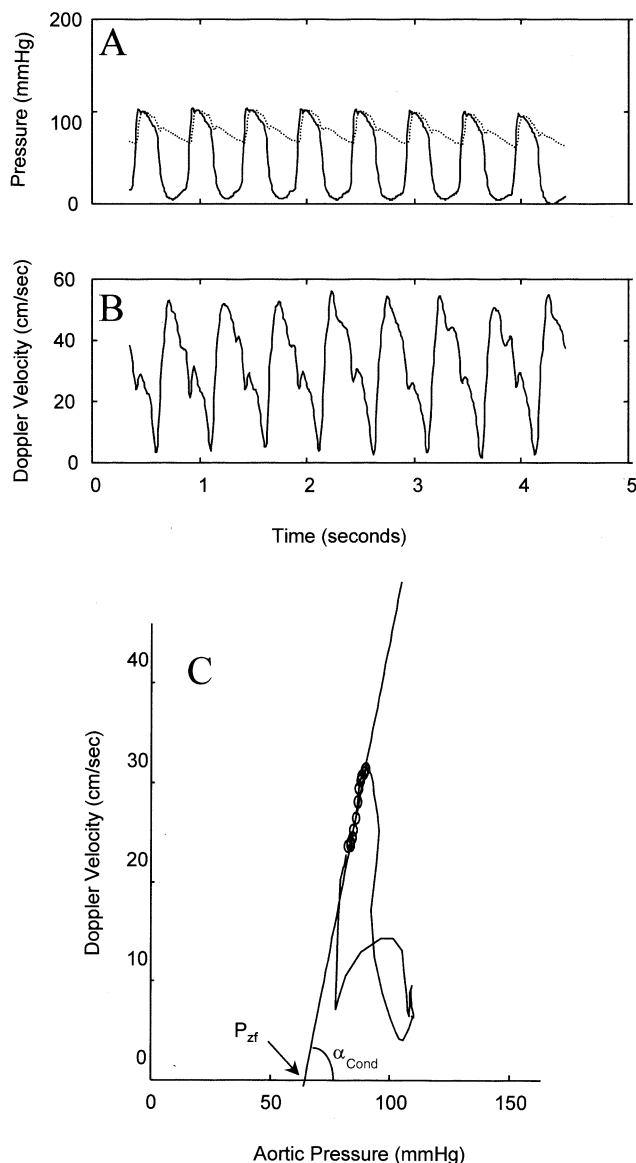 A
Pressure (mmHg)
200
100
0
B
Doppler Velocity (cm/sec)
60
40
20
0
0 1 2 3 4 5
Time (seconds)
C
Doppler Velocity (cm/sec)
40
30
20
10
0
Pzf
αCond
0 50 100 150
Aortic Pressure (mmHg)